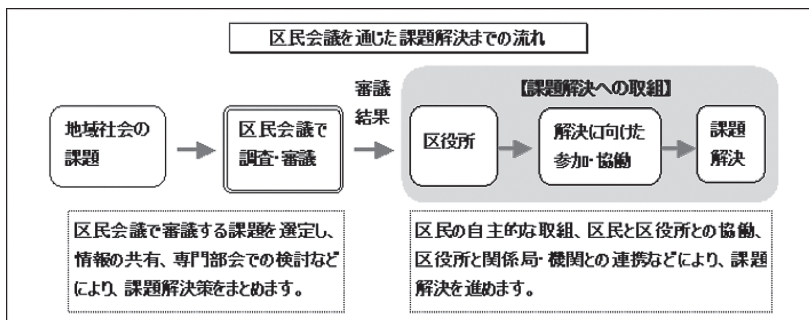 区民会議を通じた課題解決までの流れ
地域社会の
課題
区民会議で
調査・審議
審議
結果
【課題解決への取組】
区役所
解決に向けた
参加・協働
課題
解決
区民会議で審議する課題を選定し、
情報の共有、専門部会での検討など
により、課題解決策をまとめます。
区民の自主的な取組、区民と区役所との協働、
区役所と関係局・機関との連携などにより、課題
解決を進めます。